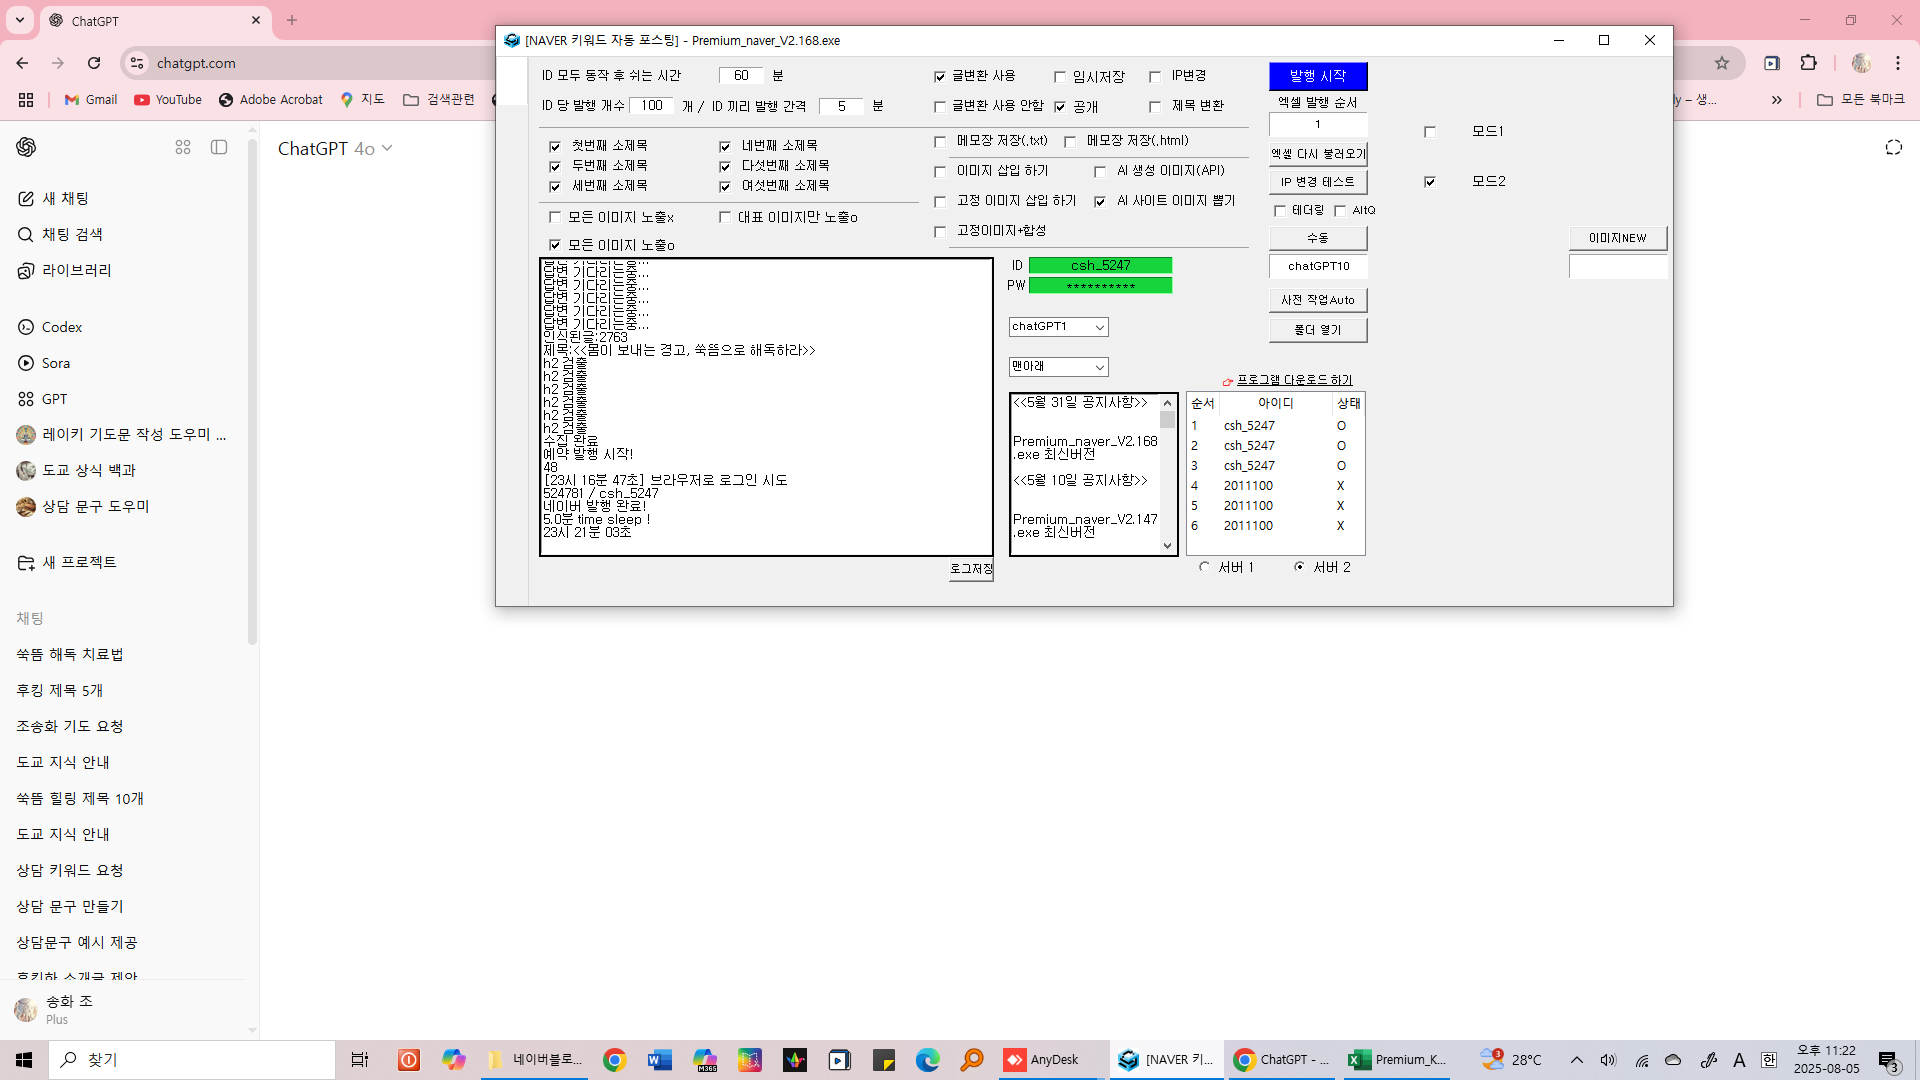 ChatGPT
chatgpt.com
Gmail
YouTube
Adobe Acrobat
지도
검색관련
모든 북마크
ChatGPT 4o
새 채팅
채팅 검색
라이브러리
Codex
Sora
GPT
레이키 기도문 작성 도우미 ...
도교 상식 백과
상담 문구 도우미
새 프로젝트
채팅
쑥뜸 해독 치료법
후킹 제목 5개
조송화 기도 요청
도교 지식 안내
쑥뜸 힐링 제목 10개
도교 지식 안내
상담 키워드 요청
상담 문구 만들기
상담문구 예시 제공
송화 조
Plus
[NAVER 키워드 자동 포스팅] - Premium_naver_V2.168.exe
ID 모두 동작 후 쉬는 시간 60 분
ID 당 발행 개수 100 개 / ID 끼리 발행 간격 5 분
글변환 사용 임시저장 IP변경
글변환 사용 안함 공개 제목 변환
첫번째 소제목 네번째 소제목
두번째 소제목 다섯번째 소제목
세번째 소제목 여섯번째 소제목
모든 이미지 노출x 대표 이미지만 노출o
모든 이미지 노출o
메모장 저장(.txt) 메모장 저장(.html)
이미지 삽입 하기 AI 생성 이미지(API)
고정 이미지 삽입 하기 AI 사이트 이미지 뽑기
고정이미지+합성
발행 시작
엑셀 발행 순서
1
엑셀 다시 불러오기
IP 변경 테스트
테더링 AltQ
수동
chatGPT10
사전 작업Auto
폴더 열기
모드1
모드2
이미지NEW
답변 기다리는중...
답변 기다리는중...
답변 기다리는중...
답변 기다리는중...
답변 기다리는중...
인식된글:2763
제목:<<몸이 보내는 경고, 쑥뜸으로 해독하라>>
h2 검출
h2 검출
h2 검출
h2 검출
h2 검출
h2 검출
수집 완료
예약 발행 시작!
48
[23시 16분 47초] 브라우저로 로그인 시도
524781 / csh_5247
네이버 발행 완료!
5.0분 time sleep !
23시 21분 03초
로그저장
ID csh_5247
PW **********
chatGPT1
맨아래
<<5월 31일 공지사항>>
Premium_naver_V2.168
.exe 최신버전
<<5월 10일 공지사항>>
Premium_naver_V2.147
.exe 최신버전
프로그램 다운로드 하기
순서 아이디 상태
1 csh_5247 O
2 csh_5247 O
3 csh_5247 O
4 2011100 X
5 2011100 X
6 2011100 X
서버 1 서버 2
찾기
네이버블로...
AnyDesk
[NAVER 키...
ChatGPT - ...
Premium_K...
28°C
A
한
오후 11:22
2025-08-05
3